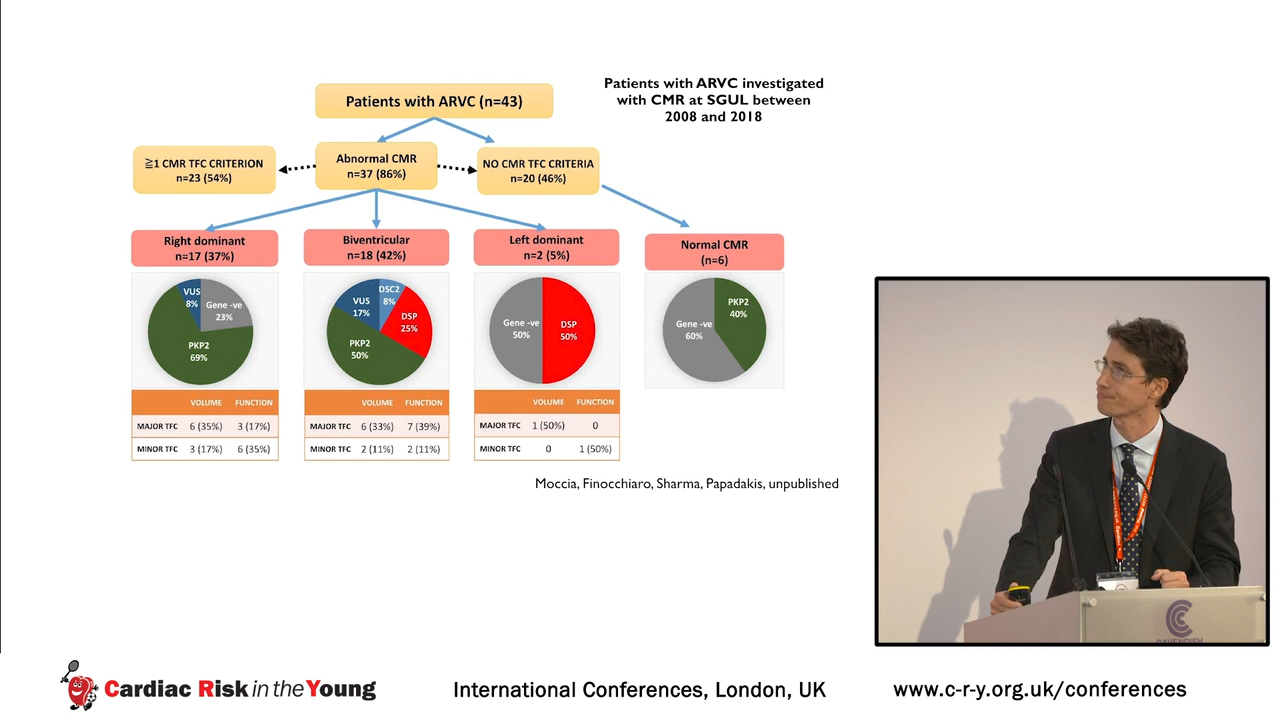 Patients with ARVC investigated
with CMR at SGUL between
2008 and 2018
Patients with ARVC (n=43)
≧1 CMR TFC CRITERION
n=23 (54%)
Abnormal CMR
n=37 (86%)
NO CMR TFC CRITERIA
n=20 (46%)
Right dominant
n=17 (37%)
Biventricular
n=18 (42%)
Left dominant
n=2 (5%)
Normal CMR
(n=6)
VUS
8%
Gene -ve
23%
PKP2
69%
VUS
17%
DSC2
8%
DSP
25%
PKP2
50%
Gene -ve
50%
DSP
50%
Gene -ve
60%
PKP2
40%
VOLUME FUNCTION
MAJOR TFC 6 (35%) 3 (17%)
MINOR TFC 3 (17%) 6 (35%)
VOLUME FUNCTION
MAJOR TFC 6 (33%) 7 (39%)
MINOR TFC 2 (11%) 2 (11%)
VOLUME FUNCTION
MAJOR TFC 1 (50%) 0
MINOR TFC 0 1 (50%)
Moccia, Finocchiaro, Sharma, Papadakis, unpublished
CAVENDISH
Cardiac Risk in the Young
International Conferences, London, UK
www.c-r-y.org.uk/conferences